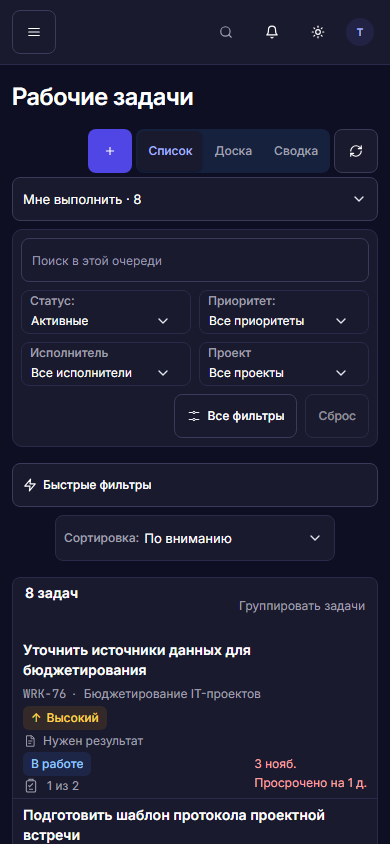 T
Рабочие задачи
+ Список Доска Сводка
Мне выполнить · 8
Поиск в этой очереди
Статус: Приоритет:
Активные Все приоритеты
Исполнитель Проект
Все исполнители Все проекты
Все фильтры Сброс
Быстрые фильтры
Сортировка: По вниманию
8 задач
Группировать задачи
Уточнить источники данных для
бюджетирования
WRK-76 · Бюджетирование IT-проектов
↑ Высокий
Нужен результат
В работе 3 нояб.
1 из 2 Просрочено на 1 д.
Подготовить шаблон протокола проектной
встречи